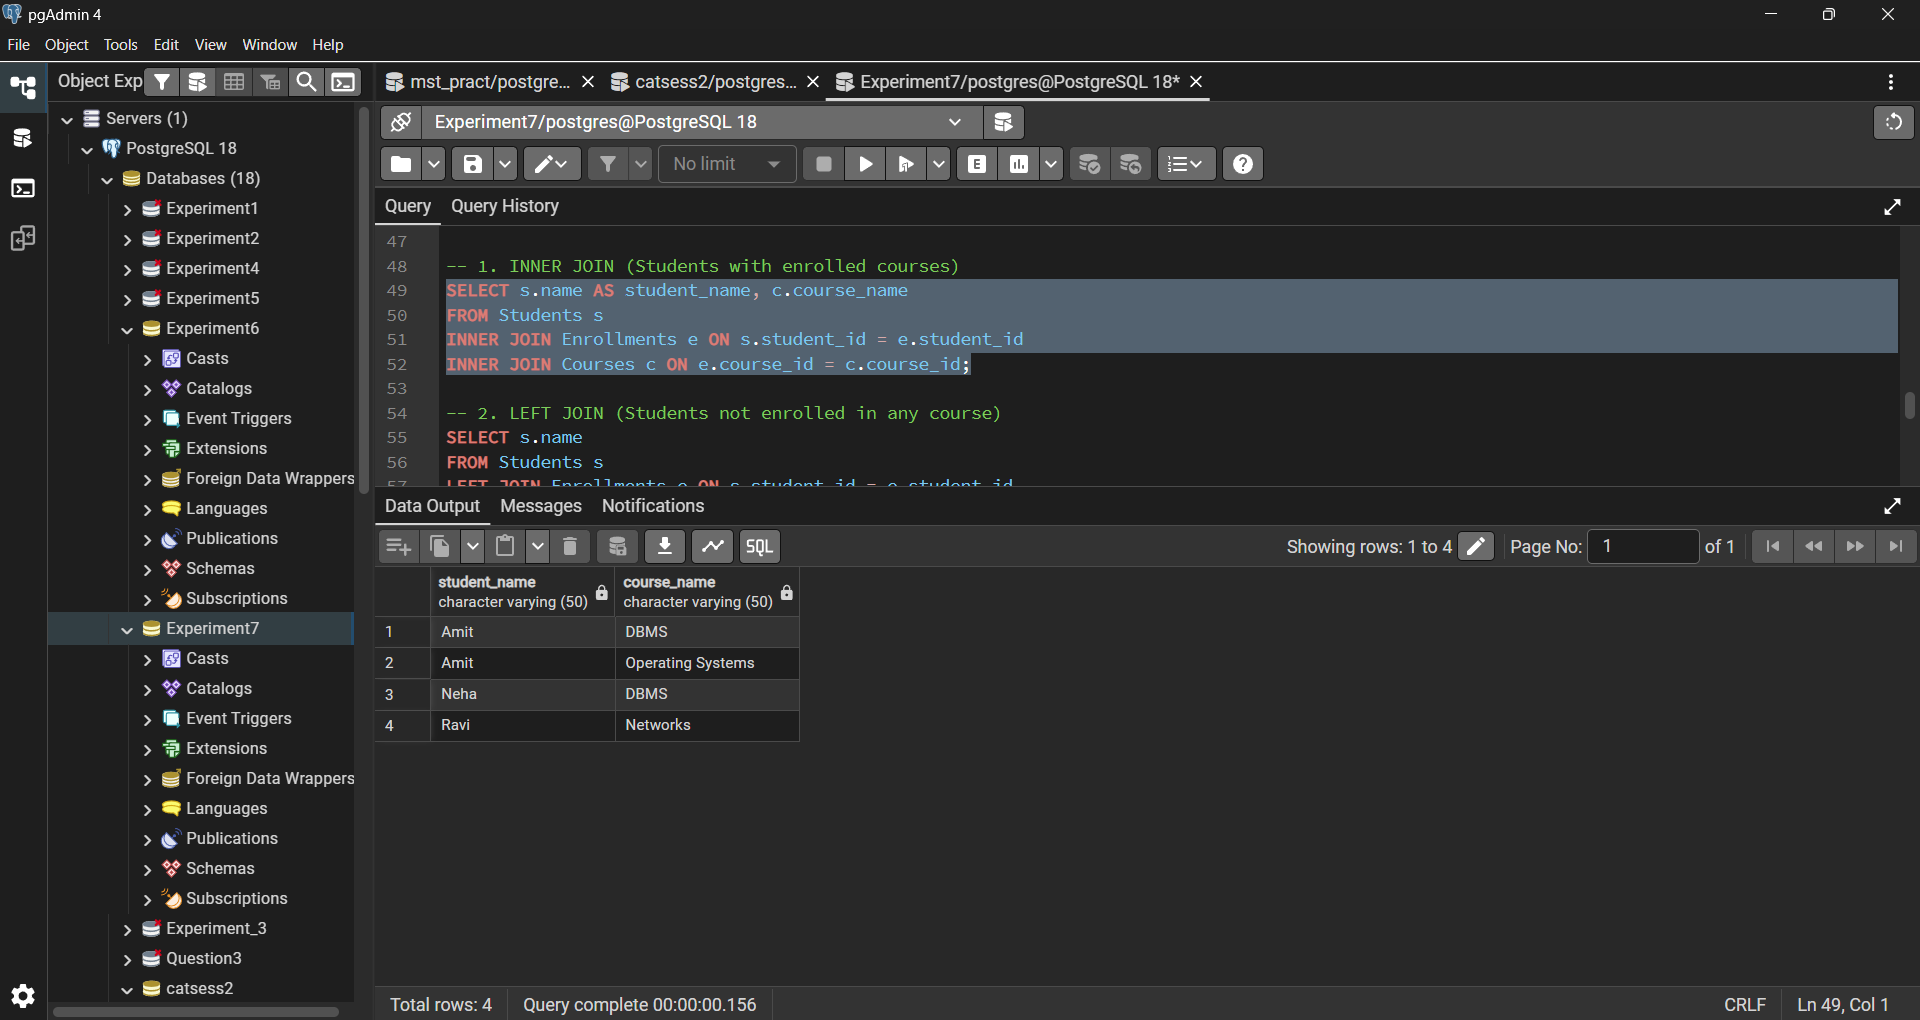 pgAdmin 4
File Object Tools Edit View Window Help
Object Exp
mst_pract/postgre...
catsess2/postgres...
Experiment7/postgres@PostgreSQL 18*
Servers (1)
PostgreSQL 18
Databases (18)
Experiment1
Experiment2
Experiment4
Experiment5
Experiment6
Casts
Catalogs
Event Triggers
Extensions
Foreign Data Wrappers
Languages
Publications
Schemas
Subscriptions
Experiment7
Casts
Catalogs
Event Triggers
Extensions
Foreign Data Wrappers
Languages
Publications
Schemas
Subscriptions
Experiment_3
Question3
catsess2
Experiment7/postgres@PostgreSQL 18
No limit
E
Query Query History
47
48 -- 1. INNER JOIN (Students with enrolled courses)
49 SELECT s.name AS student_name, c.course_name
50 FROM Students s
51 INNER JOIN Enrollments e ON s.student_id = e.student_id
52 INNER JOIN Courses c ON e.course_id = c.course_id;
53
54 -- 2. LEFT JOIN (Students not enrolled in any course)
55 SELECT s.name
56 FROM Students s
57 LEFT JOIN Enrollments e ON s.student_id = e.student_id
Data Output Messages Notifications
SQL
Showing rows: 1 to 4
Page No: 1 of 1
student_name course_name
character varying (50) character varying (50)
1 Amit DBMS
2 Amit Operating Systems
3 Neha DBMS
4 Ravi Networks
Total rows: 4 Query complete 00:00:00.156
CRLF Ln 49, Col 1